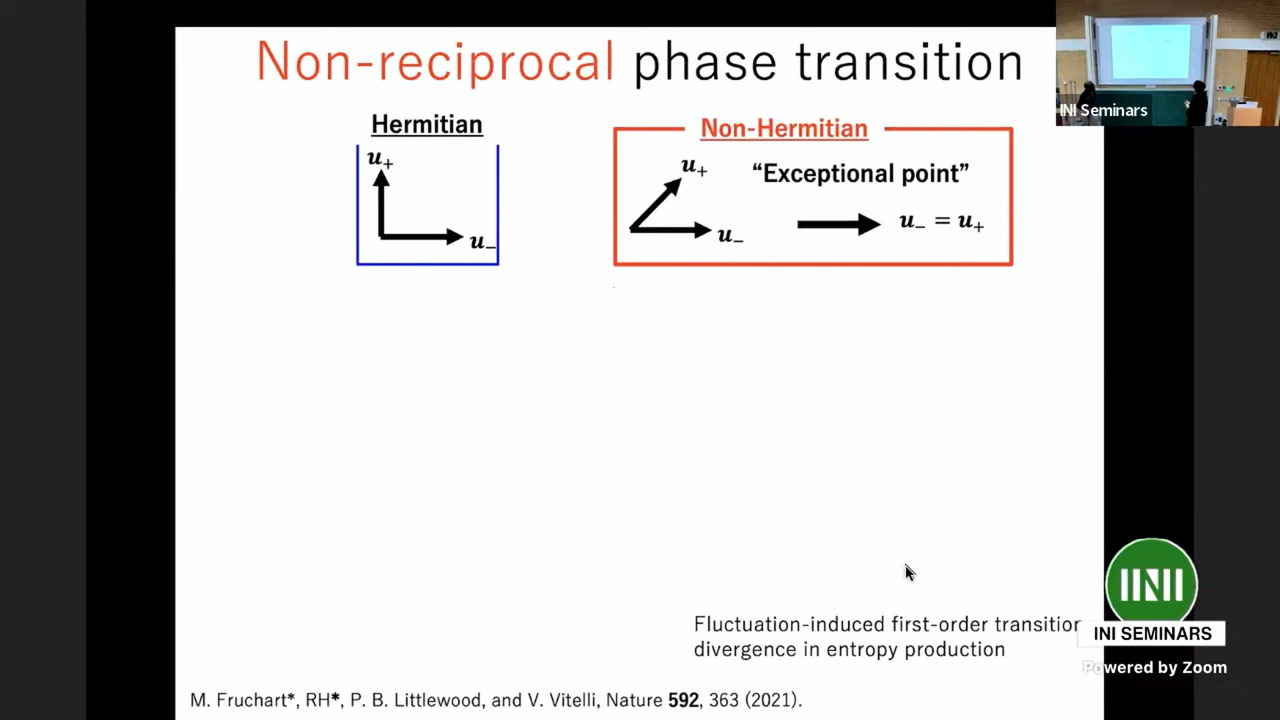 Non-reciprocal phase transition
INI Seminars
Hermitian
u₊
u₋
Non-Hermitian
u₊
u₋
“Exceptional point”
u₋ = u₊
Fluctuation-induced first-order transition
divergence in entropy production
INI
INI SEMINARS
Powered by Zoom
M. Fruchart*, RH*, P. B. Littlewood, and V. Vitelli, Nature 592, 363 (2021).